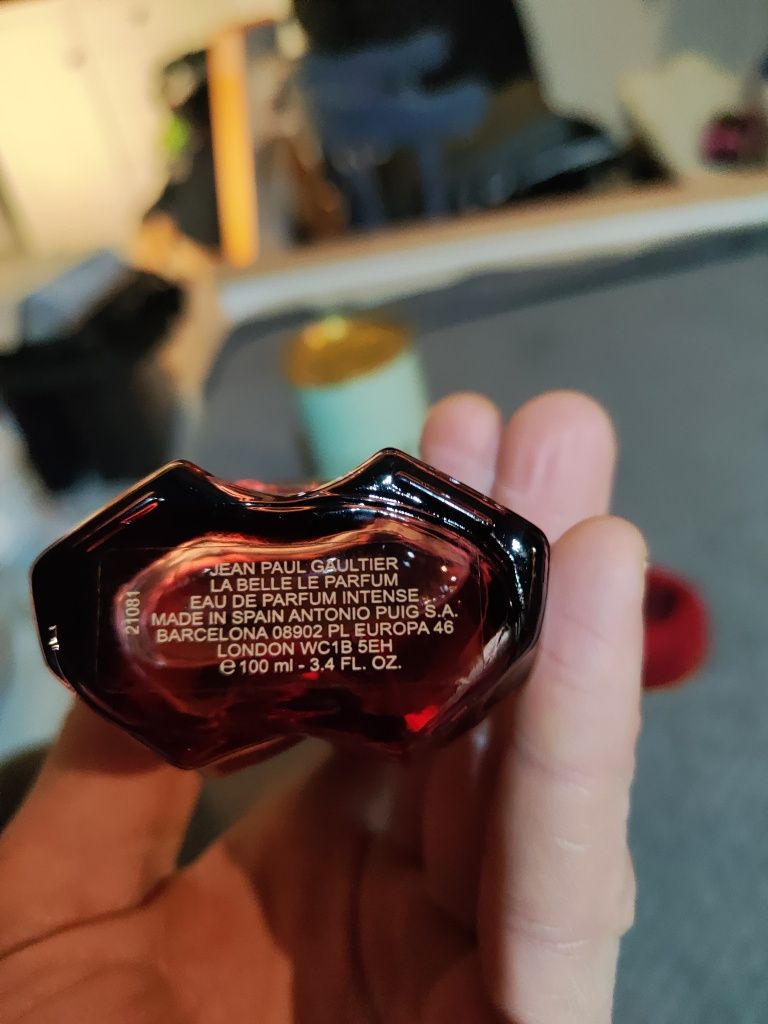 JEAN PAUL GAULTIER
LA BELLE LE PARFUM
EAU DE PARFUM INTENSE
MADE IN SPAIN ANTONIO PUIG S.A.
BARCELONA 08902 PL EUROPA 46
LONDON WC1B 5EH
℮ 100 ml - 3.4 FL. OZ.
21081